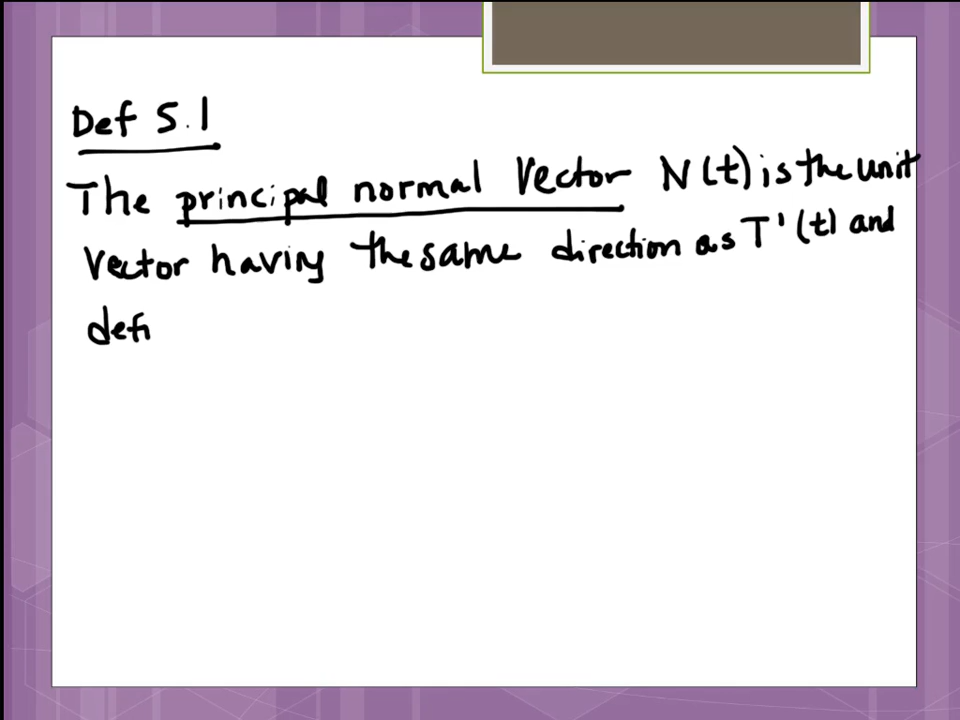 Def 5.1
The principal normal vector N(t) is the unit
vector having the same direction as T'(t) and
defi